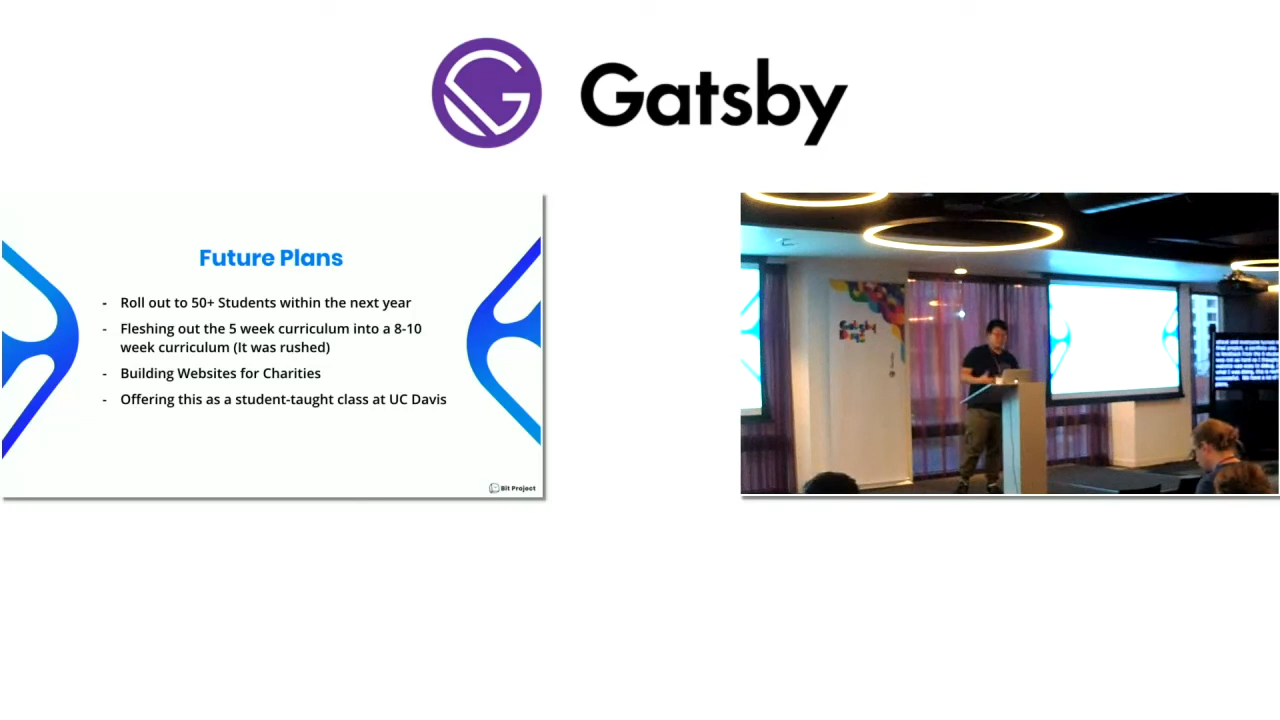 Gatsby
Future Plans
- Roll out to 50+ Students within the next year
- Fleshing out the 5 week curriculum into a 8-10
week curriculum (It was rushed)
- Building Websites for Charities
- Offering this as a student-taught class at UC Davis
Bit Project
Gatsby
Days